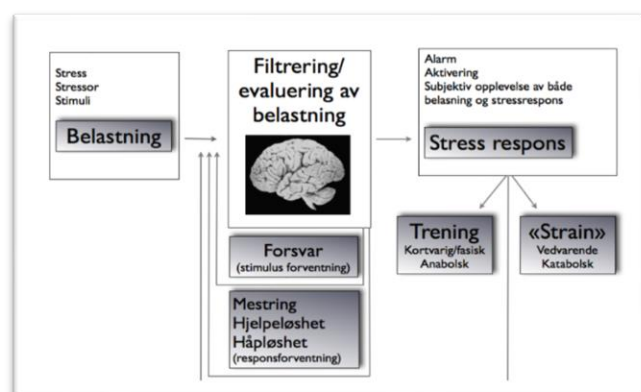 Stress
Stressor
Stimuli
Belastning
Filtrering/
evaluering av
belastning
Alarm
Aktivering
Subjektiv opplevelse av både
belasning og stressrespons
Stress respons
Forsvar
(stimulus forventning)
Mestring
Hjelpeløshet
Håpløshet
(responsforventning)
Trening
Kortvarig/fasisk
Anabolsk
«Strain»
Vedvarende
Katabolsk